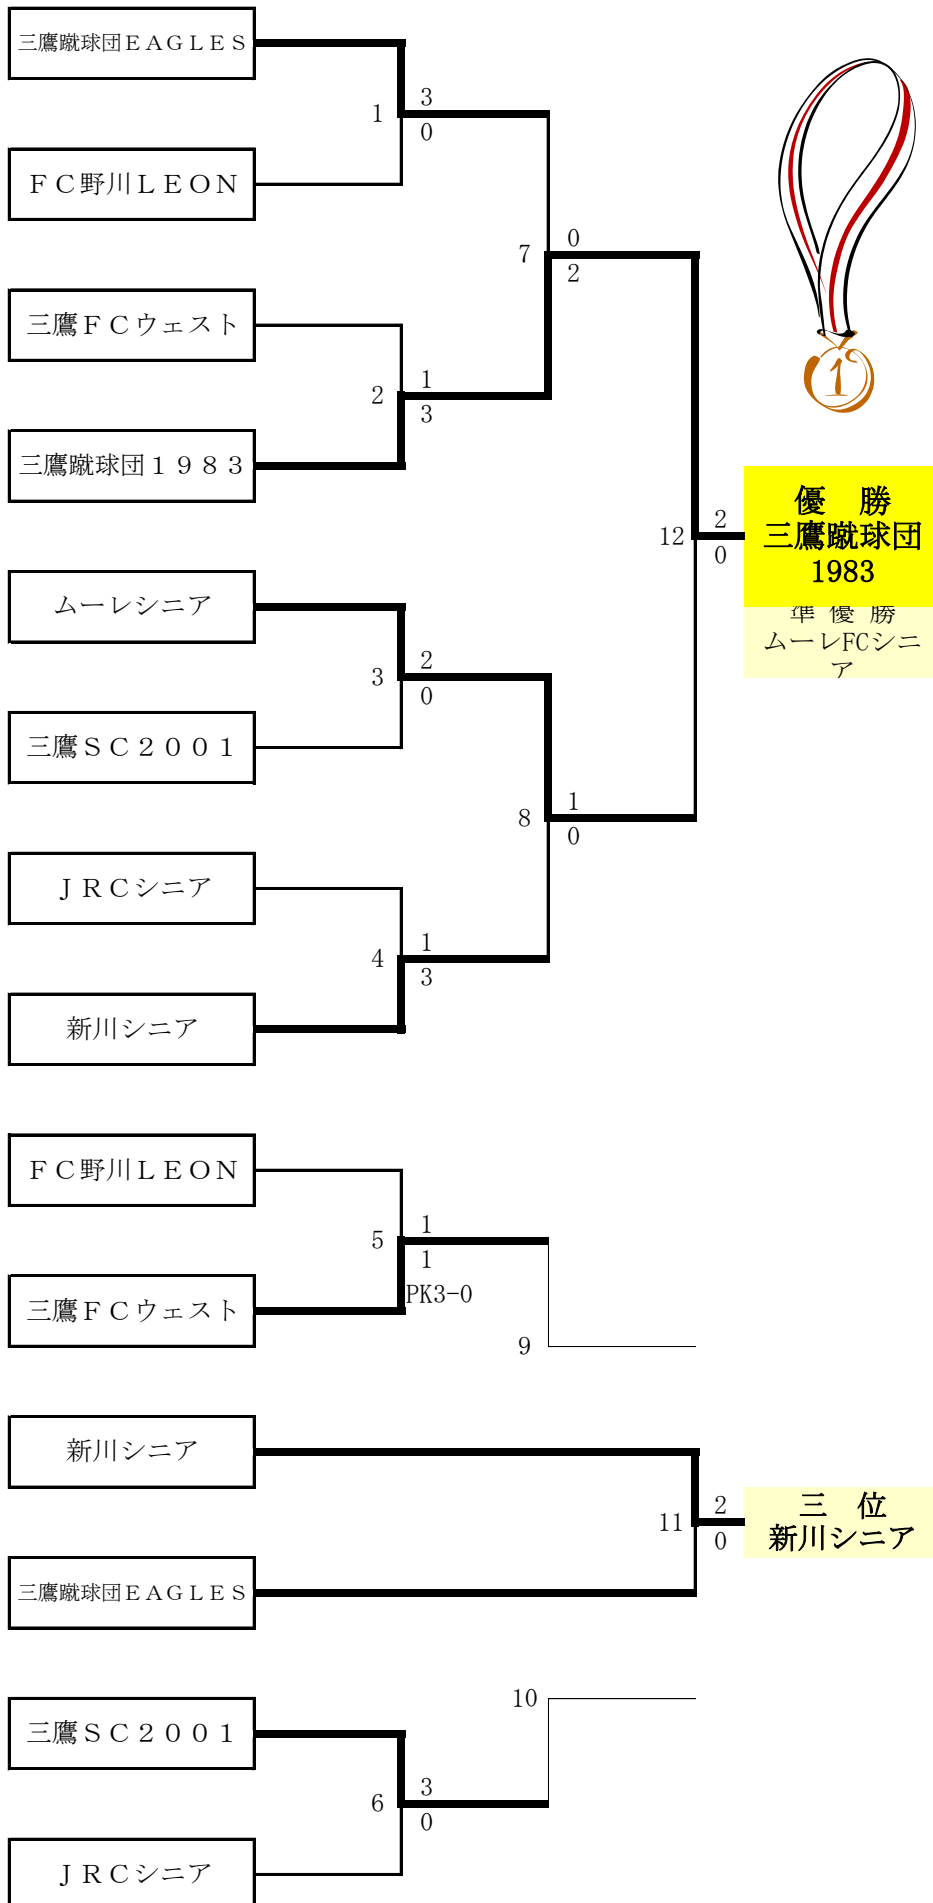 三鷹蹴球団ＥＡＧＬＥＳ
3
1
0
ＦＣ野川ＬＥＯＮ
0
7
2
三鷹ＦＣウェスト
1
2
3
三鷹蹴球団１９８３
1
優　勝
三鷹蹴球団
1983
2
12
0
準 優 勝
ムーレFCシニ
ア
ムーレシニア
2
3
0
三鷹ＳＣ２００１
1
8
0
ＪＲＣシニア
1
4
3
新川シニア
ＦＣ野川ＬＥＯＮ
1
5
1
PK3-0
三鷹ＦＣウェスト
9
新川シニア
2
11
0
三　位
新川シニア
三鷹蹴球団ＥＡＧＬＥＳ
10
三鷹ＳＣ２００１
3
6
0
ＪＲＣシニア